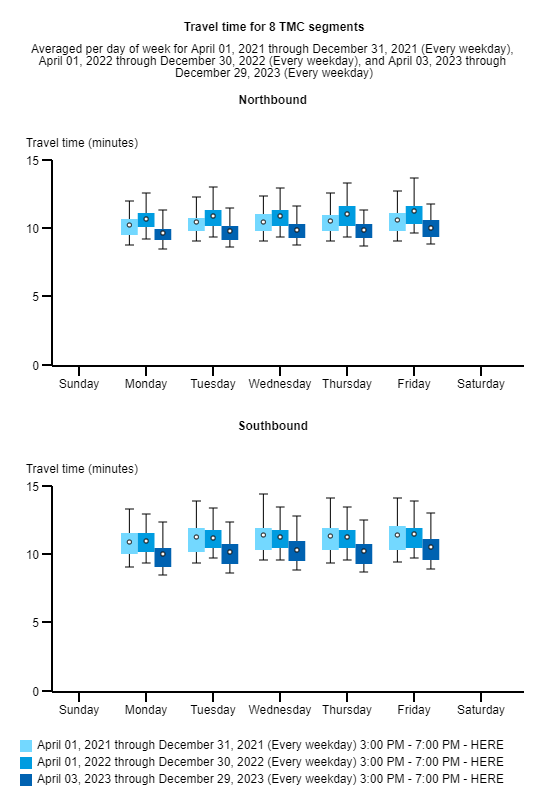 Travel time for 8 TMC segments
Averaged per day of week for April 01, 2021 through December 31, 2021 (Every weekday),
April 01, 2022 through December 30, 2022 (Every weekday), and April 03, 2023 through
December 29, 2023 (Every weekday)
Northbound
Travel time (minutes)
15
10
5
0
Sunday Monday Tuesday Wednesday Thursday Friday Saturday
Southbound
Travel time (minutes)
15
10
5
0
Sunday Monday Tuesday Wednesday Thursday Friday Saturday
April 01, 2021 through December 31, 2021 (Every weekday) 3:00 PM - 7:00 PM - HERE
April 01, 2022 through December 30, 2022 (Every weekday) 3:00 PM - 7:00 PM - HERE
April 03, 2023 through December 29, 2023 (Every weekday) 3:00 PM - 7:00 PM - HERE